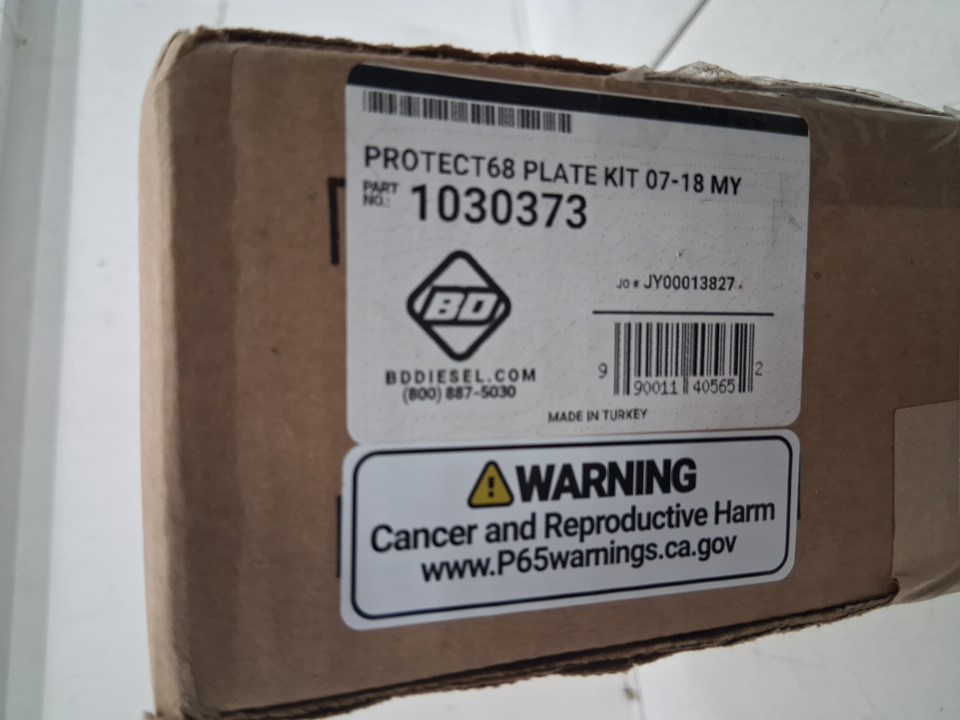 PROTECT68 PLATE KIT 07-18 MY
PART NO.: 1030373
BD
JO # JY00013827
BDDIESEL.COM
(800) 887-5030
9 90011 40565 2
MADE IN TURKEY
WARNING
Cancer and Reproductive Harm
www.P65warnings.ca.gov